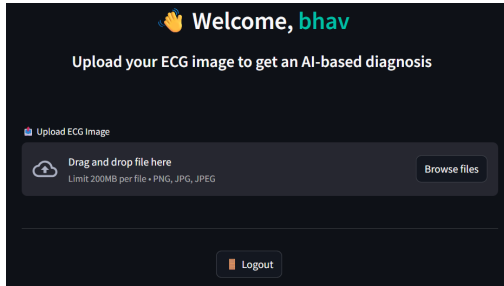 👋 Welcome, bhav
Upload your ECG image to get an AI-based diagnosis
📤 Upload ECG Image
Drag and drop file here
Limit 200MB per file • PNG, JPG, JPEG
Browse files
🚪 Logout